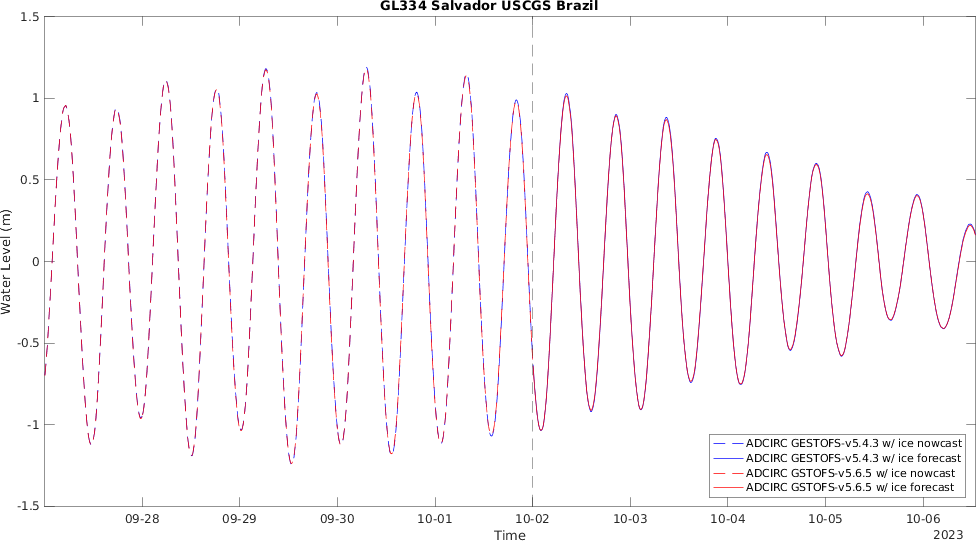 GL334 Salvador USCGS Brazil
1.5
1
0.5
0
-0.5
-1
-1.5
Water Level (m)
ADCIRC GESTOFS-v5.4.3 w/ ice nowcast
ADCIRC GESTOFS-v5.4.3 w/ ice forecast
ADCIRC GSTOFS-v5.6.5 w/ ice nowcast
ADCIRC GSTOFS-v5.6.5 w/ ice forecast
09-28 09-29 09-30 10-01 10-02 10-03 10-04 10-05 10-06
Time
2023